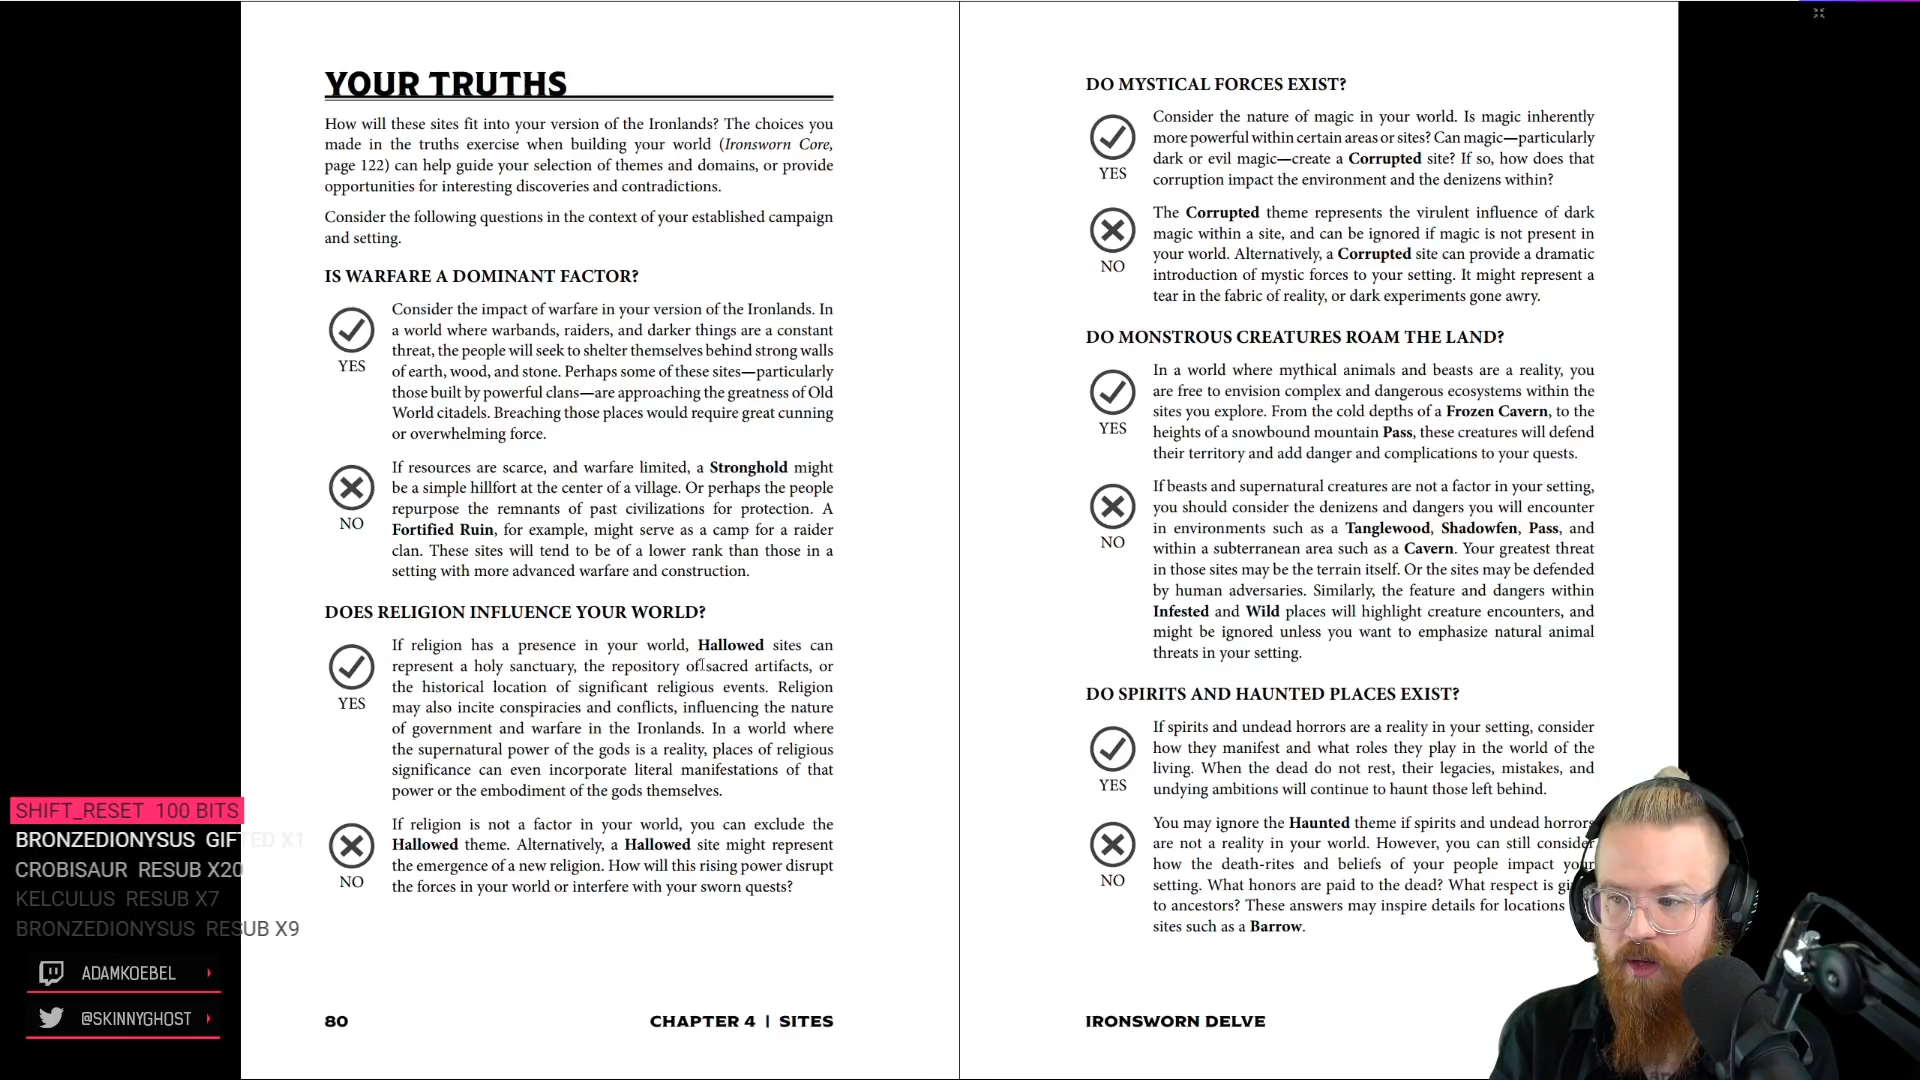 YOUR TRUTHS
How will these sites fit into your version of the Ironlands? The choices you
made in the truths exercise when building your world (Ironsworn Core,
page 122) can help guide your selection of themes and domains, or provide
opportunities for interesting discoveries and contradictions.
Consider the following questions in the context of your established campaign
and setting.
IS WARFARE A DOMINANT FACTOR?
YES
Consider the impact of warfare in your version of the Ironlands. In
a world where warbands, raiders, and darker things are a constant
threat, the people will seek to shelter themselves behind strong walls
of earth, wood, and stone. Perhaps some of these sites—particularly
those built by powerful clans—are approaching the greatness of Old
World citadels. Breaching those places would require great cunning
or overwhelming force.
NO
If resources are scarce, and warfare limited, a Stronghold might
be a simple hillfort at the center of a village. Or perhaps the people
repurpose the remnants of past civilizations for protection. A
Fortified Ruin, for example, might serve as a camp for a raider
clan. These sites will tend to be of a lower rank than those in a
setting with more advanced warfare and construction.
DOES RELIGION INFLUENCE YOUR WORLD?
YES
If religion has a presence in your world, Hallowed sites can
represent a holy sanctuary, the repository of sacred artifacts, or
the historical location of significant religious events. Religion
may also incite conspiracies and conflicts, influencing the nature
of government and warfare in the Ironlands. In a world where
the supernatural power of the gods is a reality, places of religious
significance can even incorporate literal manifestations of that
power or the embodiment of the gods themselves.
NO
If religion is not a factor in your world, you can exclude the
Hallowed theme. Alternatively, a Hallowed site might represent
the emergence of a new religion. How will this rising power disrupt
the forces in your world or interfere with your sworn quests?
80
CHAPTER 4 | SITES
DO MYSTICAL FORCES EXIST?
YES
Consider the nature of magic in your world. Is magic inherently
more powerful within certain areas or sites? Can magic—particularly
dark or evil magic—create a Corrupted site? If so, how does that
corruption impact the environment and the denizens within?
NO
The Corrupted theme represents the virulent influence of dark
magic within a site, and can be ignored if magic is not present in
your world. Alternatively, a Corrupted site can provide a dramatic
introduction of mystic forces to your setting. It might represent a
tear in the fabric of reality, or dark experiments gone awry.
DO MONSTROUS CREATURES ROAM THE LAND?
YES
In a world where mythical animals and beasts are a reality, you
are free to envision complex and dangerous ecosystems within the
sites you explore. From the cold depths of a Frozen Cavern, to the
heights of a snowbound mountain Pass, these creatures will defend
their territory and add danger and complications to your quests.
NO
If beasts and supernatural creatures are not a factor in your setting,
you should consider the denizens and dangers you will encounter
in environments such as a Tanglewood, Shadowfen, Pass, and
within a subterranean area such as a Cavern. Your greatest threat
in those sites may be the terrain itself. Or the sites may be defended
by human adversaries. Similarly, the feature and dangers within
Infested and Wild places will highlight creature encounters, and
might be ignored unless you want to emphasize natural animal
threats in your setting.
DO SPIRITS AND HAUNTED PLACES EXIST?
YES
If spirits and undead horrors are a reality in your setting, consider
how they manifest and what roles they play in the world of the
living. When the dead do not rest, their legacies, mistakes, and
undying ambitions will continue to haunt those left behind.
NO
You may ignore the Haunted theme if spirits and undead horrors
are not a reality in your world. However, you can still consider
how the death-rites and beliefs of your people impact your
setting. What honors are paid to the dead? What respect is
to ancestors? These answers may inspire details for locations
sites such as a Barrow.
IRONSWORN DELVE
SHIFT_RESET 100 BITS
BRONZEDIONYSUS GIFTED X1
CROBISAUR RESUB X20
KELCULUS RESUB X7
BRONZEDIONYSUS RESUB X9
ADAMKOEBEL
@SKINNYGHOST